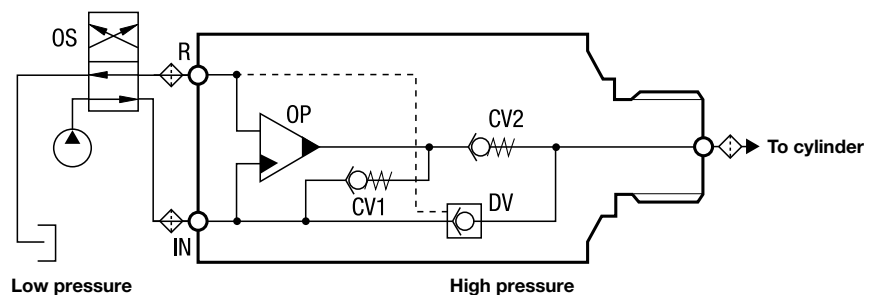 OS
R
OP
CV2
To cylinder
CV1
DV
IN
Low pressure
High pressure